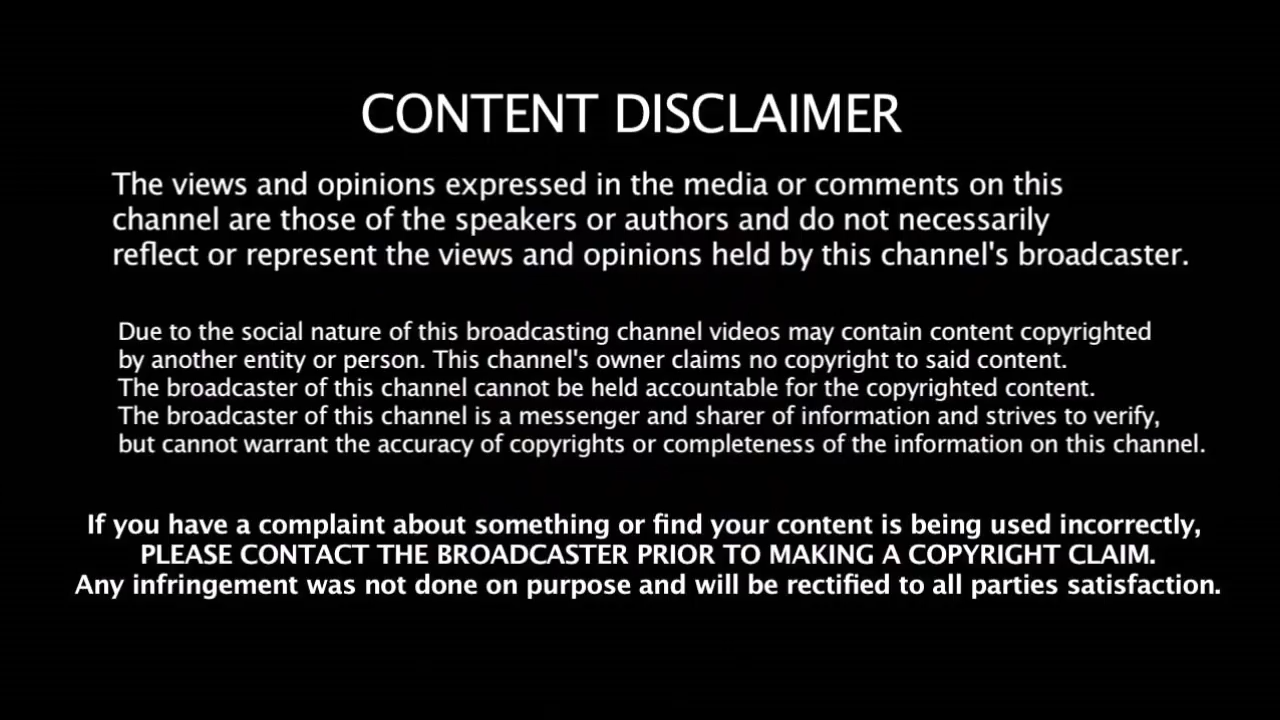 CONTENT DISCLAIMER
The views and opinions expressed in the media or comments on this
channel are those of the speakers or authors and do not necessarily
reflect or represent the views and opinions held by this channel's broadcaster.
Due to the social nature of this broadcasting channel videos may contain content copyrighted
by another entity or person. This channel's owner claims no copyright to said content.
The broadcaster of this channel cannot be held accountable for the copyrighted content.
The broadcaster of this channel is a messenger and sharer of information and strives to verify,
but cannot warrant the accuracy of copyrights or completeness of the information on this channel.
If you have a complaint about something or find your content is being used incorrectly,
PLEASE CONTACT THE BROADCASTER PRIOR TO MAKING A COPYRIGHT CLAIM.
Any infringement was not done on purpose and will be rectified to all parties satisfaction.